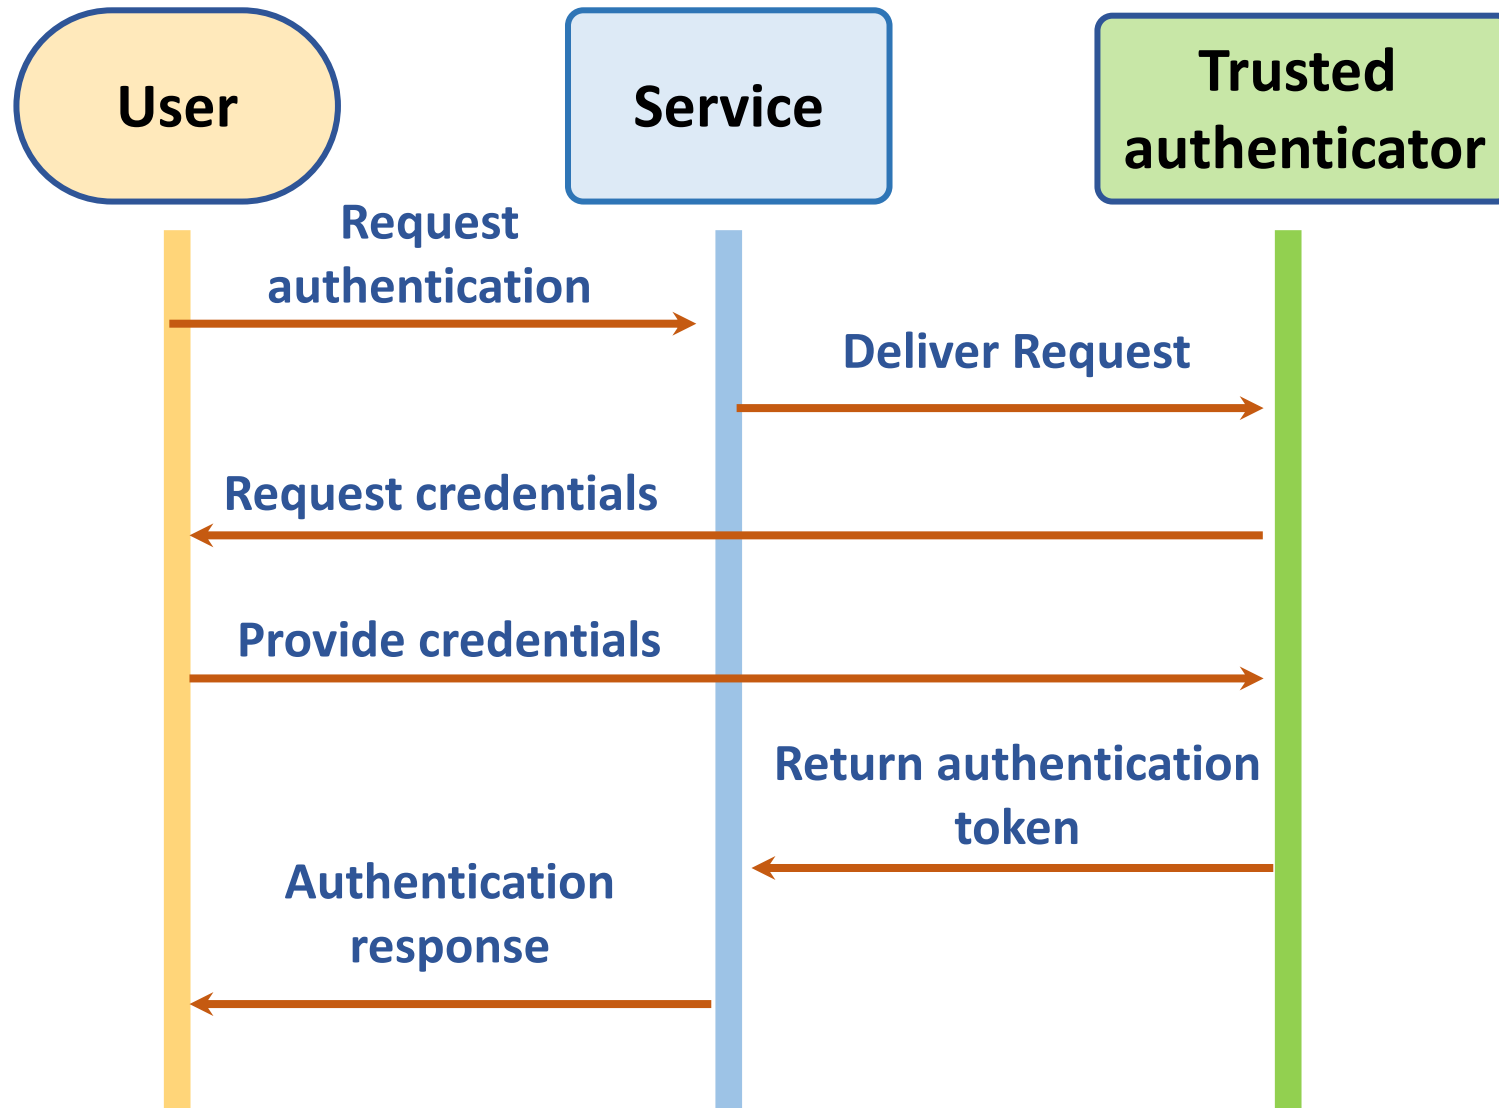 User
Service
Trusted
authenticator
Request
authentication
Deliver Request
Request credentials
Provide credentials
Return authentication
token
Authentication
response